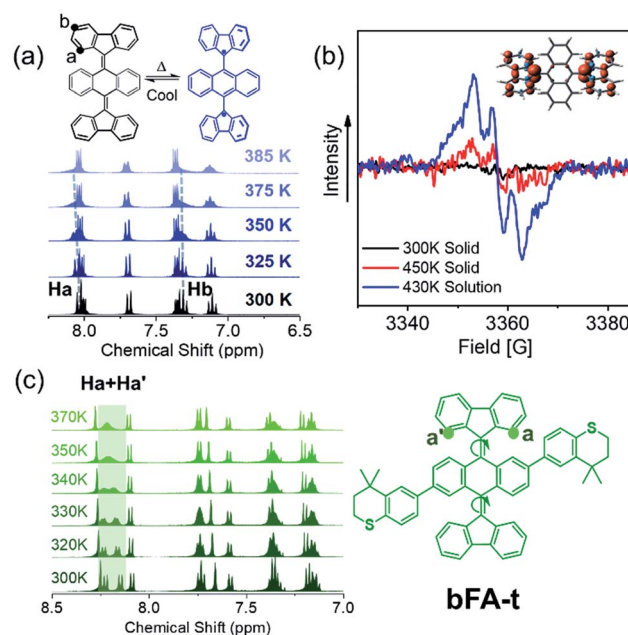 (a)
b
a
Δ
Cool
385 K
375 K
350 K
325 K
Ha
Hb
300 K
8.0 7.5 7.0 6.5
Chemical Shift (ppm)
(b)
Intensity
300K Solid
450K Solid
430K Solution
3340 3360 3385
Field [G]
(c)
Ha+Ha'
370K
350K
340K
330K
320K
300K
8.5 8.0 7.5 7.0
Chemical Shift (ppm)
a' a
S
S
bFA-t